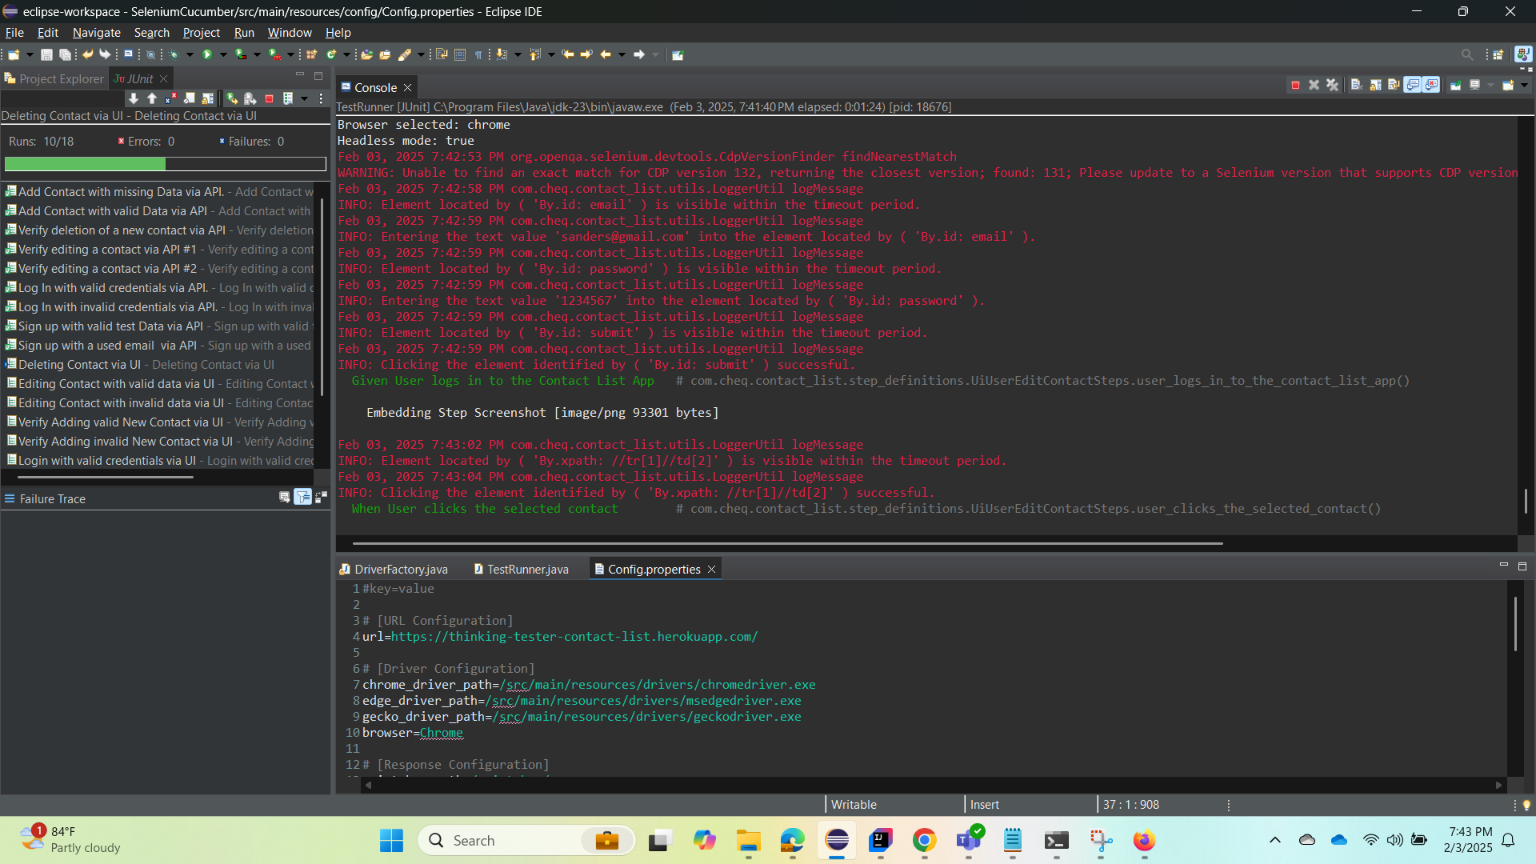 eclipse-workspace - SeleniumCucumber/src/main/resources/config/Config.properties - Eclipse IDE
File Edit Navigate Search Project Run Window Help
Project Explorer JUnit
Console
TestRunner [JUnit] C:\Program Files\Java\jdk-23\bin\javaw.exe (Feb 3, 2025, 7:41:40 PM elapsed: 0:01:24) [pid: 18676]
Deleting Contact via UI - Deleting Contact via UI
Runs: 10/18 Errors: 0 Failures: 0
Add Contact with missing Data via API. - Add Contact w
Add Contact with valid Data via API - Add Contact with
Verify deletion of a new contact via API - Verify deletion
Verify editing a contact via API #1 - Verify editing a cont
Verify editing a contact via API #2 - Verify editing a cont
Log In with valid credentials via API. - Log In with valid c
Log In with invalid credentials via API. - Log In with inva
Sign up with valid test Data via API - Sign up with valid
Sign up with a used email via API - Sign up with a used
Deleting Contact via UI - Deleting Contact via UI
Editing Contact with valid data via UI - Editing Contact
Editing Contact with invalid data via UI - Editing Contac
Verify Adding valid New Contact via UI - Verify Adding
Verify Adding invalid New Contact via UI - Verify Adding
Login with valid credentials via UI - Login with valid cre
Failure Trace
Browser selected: chrome
Headless mode: true
Feb 03, 2025 7:42:53 PM org.openqa.selenium.devtools.CdpVersionFinder findNearestMatch
WARNING: Unable to find an exact match for CDP version 132, returning the closest version; found: 131; Please update to a Selenium version that supports CDP version
Feb 03, 2025 7:42:58 PM com.cheq.contact_list.utils.LoggerUtil logMessage
INFO: Element located by ( 'By.id: email' ) is visible within the timeout period.
Feb 03, 2025 7:42:59 PM com.cheq.contact_list.utils.LoggerUtil logMessage
INFO: Entering the text value 'sanders@gmail.com' into the element located by ( 'By.id: email' ).
Feb 03, 2025 7:42:59 PM com.cheq.contact_list.utils.LoggerUtil logMessage
INFO: Element located by ( 'By.id: password' ) is visible within the timeout period.
Feb 03, 2025 7:42:59 PM com.cheq.contact_list.utils.LoggerUtil logMessage
INFO: Entering the text value '1234567' into the element located by ( 'By.id: password' ).
Feb 03, 2025 7:42:59 PM com.cheq.contact_list.utils.LoggerUtil logMessage
INFO: Element located by ( 'By.id: submit' ) is visible within the timeout period.
Feb 03, 2025 7:42:59 PM com.cheq.contact_list.utils.LoggerUtil logMessage
INFO: Clicking the element identified by ( 'By.id: submit' ) successful.
Given User logs in to the Contact List App # com.cheq.contact_list.step_definitions.UiUserEditContactSteps.user_logs_in_to_the_contact_list_app()
Embedding Step Screenshot [image/png 93301 bytes]
Feb 03, 2025 7:43:02 PM com.cheq.contact_list.utils.LoggerUtil logMessage
INFO: Element located by ( 'By.xpath: //tr[1]//td[2]' ) is visible within the timeout period.
Feb 03, 2025 7:43:04 PM com.cheq.contact_list.utils.LoggerUtil logMessage
INFO: Clicking the element identified by ( 'By.xpath: //tr[1]//td[2]' ) successful.
When User clicks the selected contact # com.cheq.contact_list.step_definitions.UiUserEditContactSteps.user_clicks_the_selected_contact()
DriverFactory.java TestRunner.java Config.properties
1 #key=value
2
3 # [URL Configuration]
4 url=https://thinking-tester-contact-list.herokuapp.com/
5
6 # [Driver Configuration]
7 chrome_driver_path=/src/main/resources/drivers/chromedriver.exe
8 edge_driver_path=/src/main/resources/drivers/msedgedriver.exe
9 gecko_driver_path=/src/main/resources/drivers/geckodriver.exe
10 browser=Chrome
11
12 # [Response Configuration]
Writable Insert 37 : 1 : 908
1
84°F
Partly cloudy
Search
7:43 PM
2/3/2025